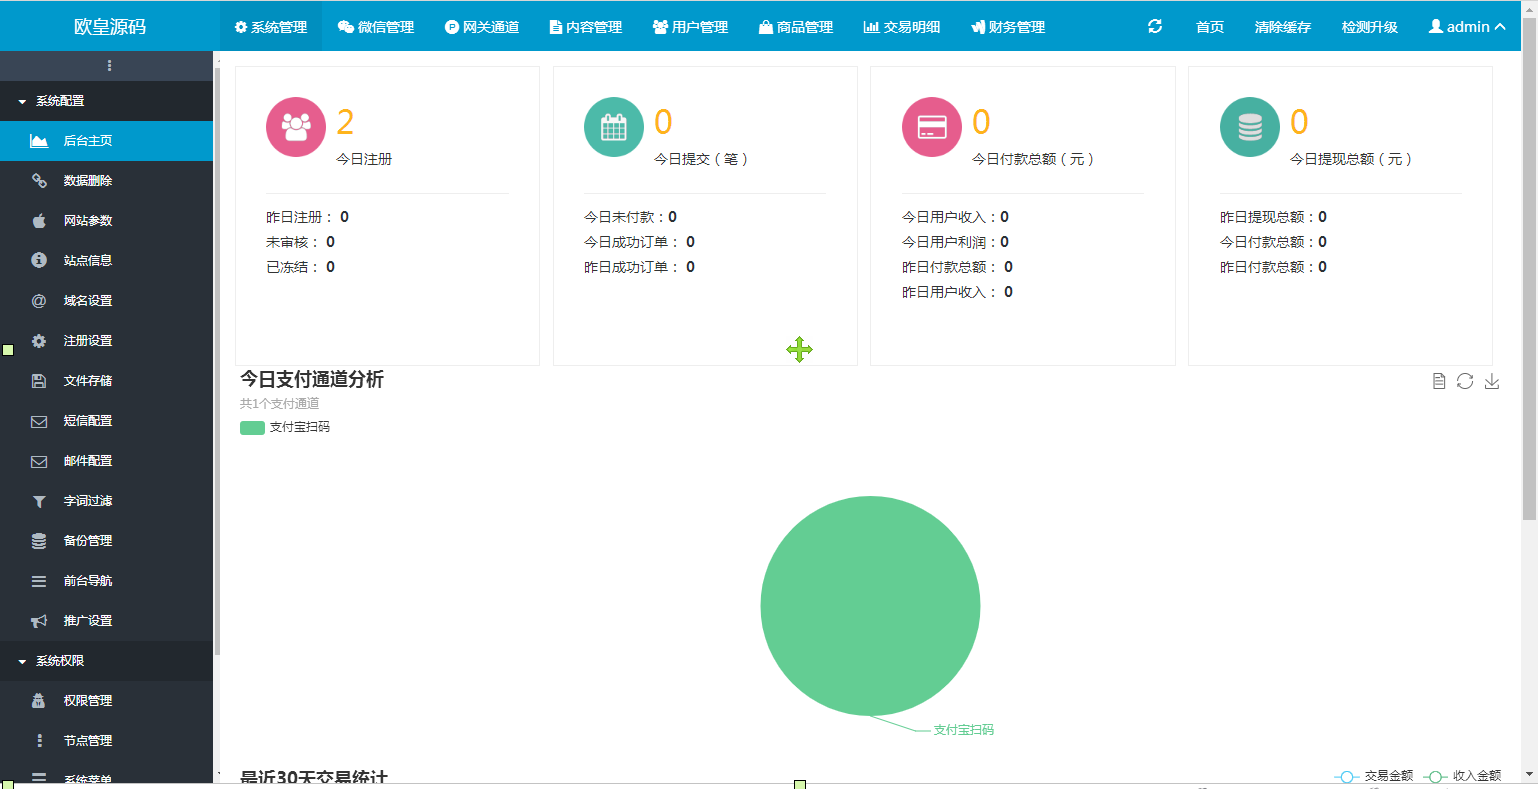 欧皇源码
系统管理 微信管理 网关通道 内容管理 用户管理 商品管理 交易明细 财务管理 首页 清除缓存 检测升级 admin
系统配置
后台主页
数据删除
网站参数
站点信息
域名设置
注册设置
文件存储
短信配置
邮件配置
字词过滤
备份管理
前台导航
推广设置
系统权限
权限管理
节点管理
系统菜单
2
今日注册
昨日注册： 0
未审核： 0
已冻结： 0
0
今日提交（笔）
今日未付款：0
今日成功订单： 0
昨日成功订单： 0
0
今日付款总额（元）
今日用户收入：0
今日用户利润：0
昨日付款总额： 0
昨日用户收入： 0
0
今日提现总额（元）
昨日提现总额：0
今日付款总额：0
昨日付款总额：0
今日支付通道分析
共1个支付通道
支付宝扫码
支付宝扫码
最近30天交易统计
交易金额 收入金额